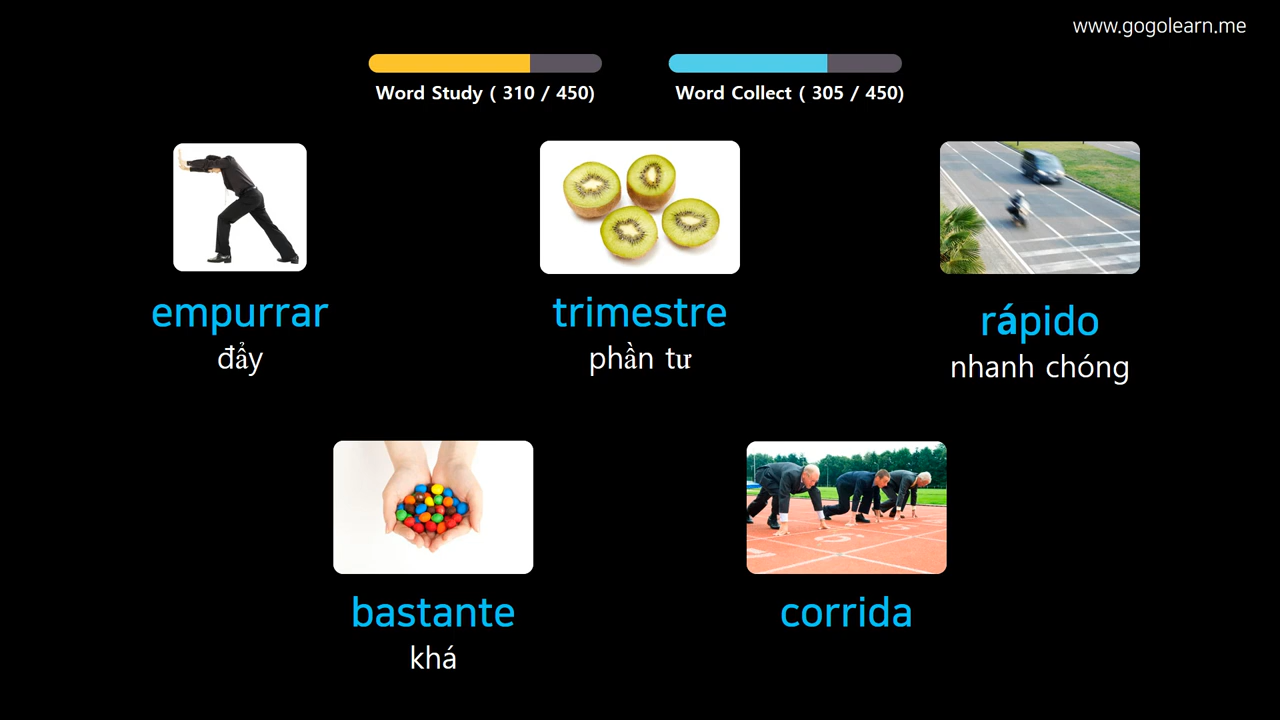 www.gogolearn.me
Word Study ( 310 / 450)
Word Collect ( 305 / 450)
empurrar
đẩy
trimestre
phần tư
rápido
nhanh chóng
bastante
khá
corrida